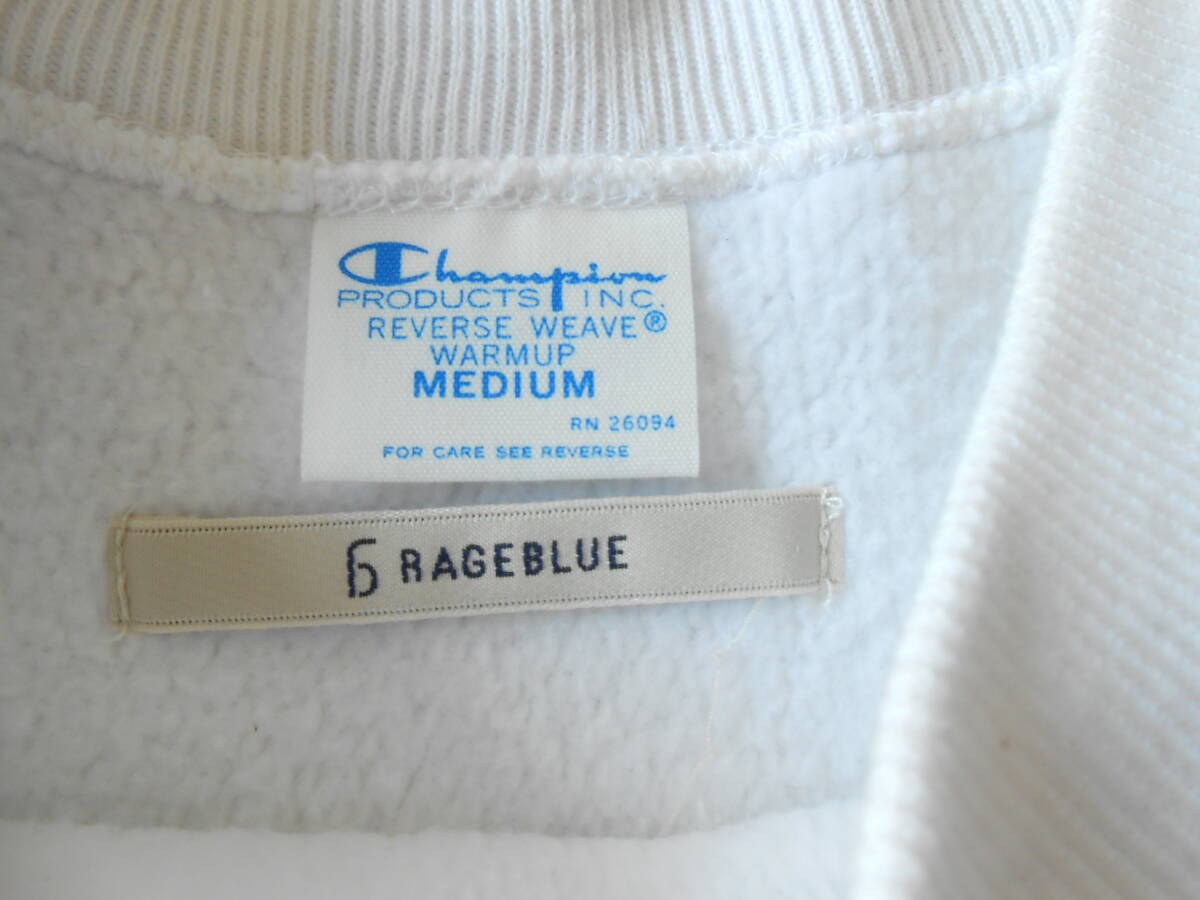 Champion
PRODUCTS INC.
REVERSE WEAVE®
WARMUP
MEDIUM
RN 26094
FOR CARE SEE REVERSE
RAGEBLUE